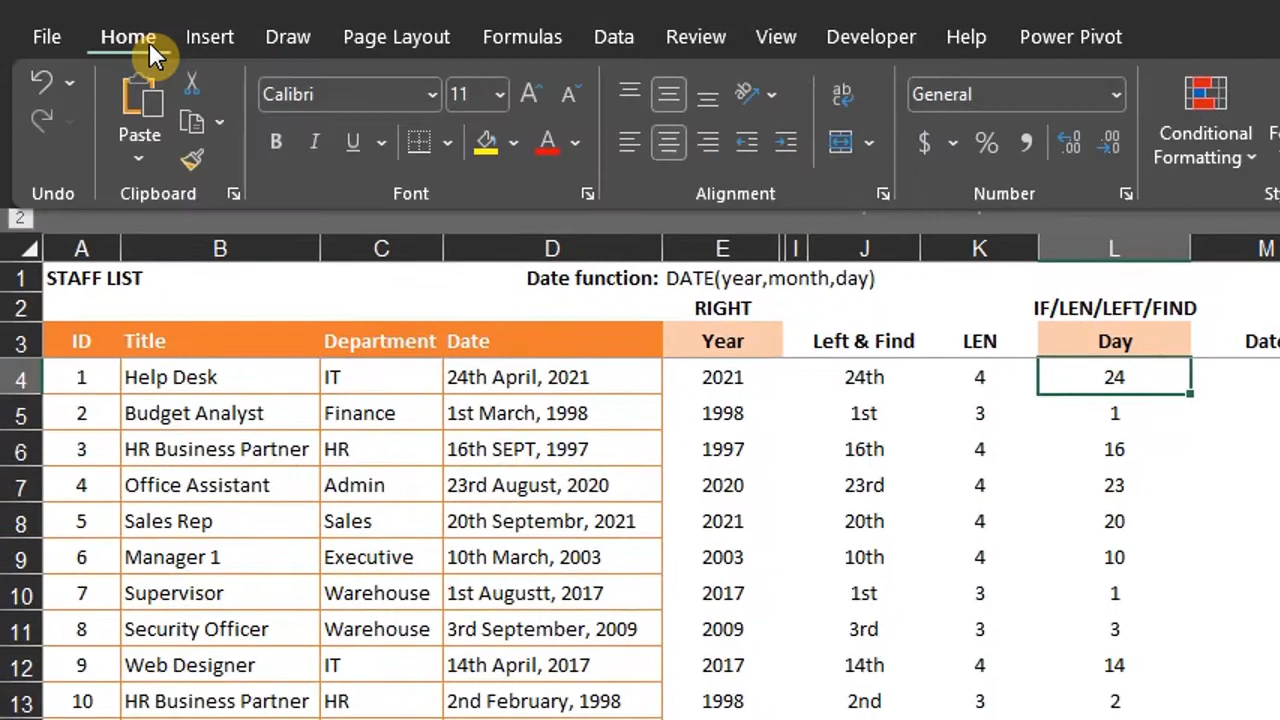 File Home Insert Draw Page Layout Formulas Data Review View Developer Help Power Pivot
Calibri 11 General
Paste B I U A $ % Conditional
Formatting
Undo Clipboard Font Alignment Number
2
A B C D E I J K L M
1 STAFF LIST Date function: DATE(year,month,day)
2 RIGHT IF/LEN/LEFT/FIND
3 ID Title Department Date Year Left & Find LEN Day
4 1 Help Desk IT 24th April, 2021 2021 24th 4 24
5 2 Budget Analyst Finance 1st March, 1998 1998 1st 3 1
6 3 HR Business Partner HR 16th SEPT, 1997 1997 16th 4 16
7 4 Office Assistant Admin 23rd August, 2020 2020 23rd 4 23
8 5 Sales Rep Sales 20th Septembr, 2021 2021 20th 4 20
9 6 Manager 1 Executive 10th March, 2003 2003 10th 4 10
10 7 Supervisor Warehouse 1st Augustt, 2017 2017 1st 3 1
11 8 Security Officer Warehouse 3rd September, 2009 2009 3rd 3 3
12 9 Web Designer IT 14th April, 2017 2017 14th 4 14
13 10 HR Business Partner HR 2nd February, 1998 1998 2nd 3 2